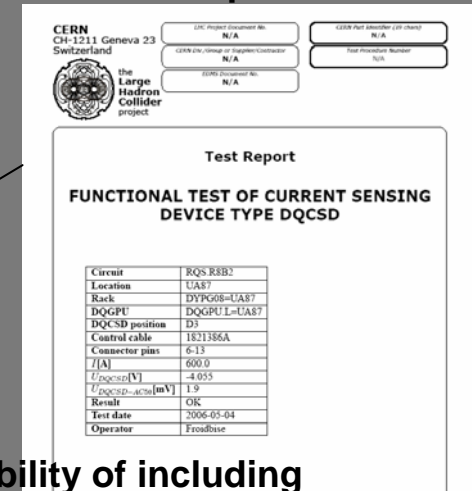 CERN
CH-1211 Geneva 23
Switzerland
the
Large
Hadron
Collider
project
LHC Project Document No.
N/A
CERN Div./Group or Supplier/Contractor
N/A
EDMS Document No.
N/A
CERN Part Identifier (15 chars)
N/A
Test Procedure Number
N/A
Test Report
FUNCTIONAL TEST OF CURRENT SENSING
DEVICE TYPE DQCSD
Circuit RQS.R8B2
Location UA87
Rack DYPG08=UA87
DQGPU DQGPU.L=UA87
DQCSD position D3
Control cable 1821386A
Connector pins 6-13
I[A] 600.0
UDQCSD[V] -4.055
UDQCSD-AC50[mV] 1.9
Result OK
Test date 2006-05-04
Operator Froidbise
bility of including